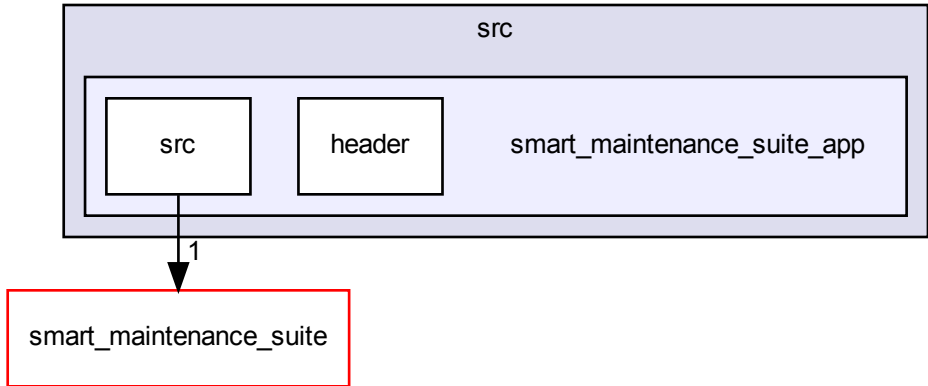 src
src
header
smart_maintenance_suite_app
1
smart_maintenance_suite